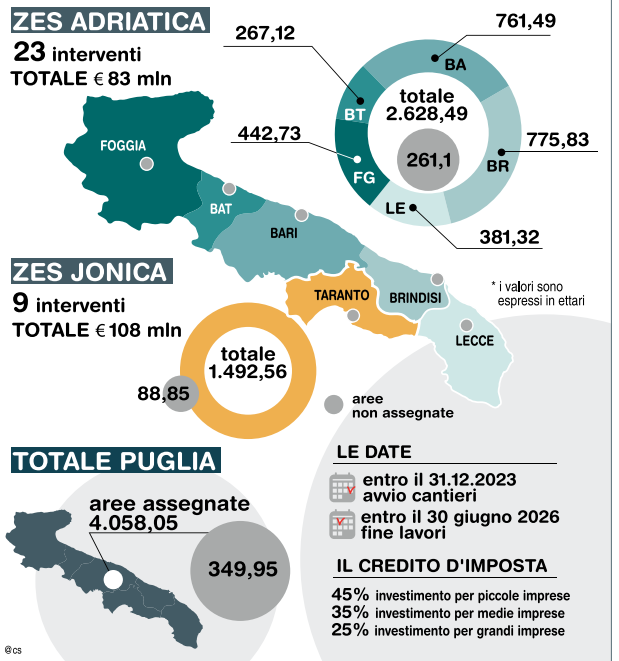 ZES ADRIATICA
23 interventi
TOTALE € 83 mln
267,12
761,49
442,73
775,83
381,32
BA
BT
FG
LE
BR
totale
2.628,49
261,1
FOGGIA
BAT
BARI
TARANTO
BRINDISI
LECCE
* i valori sono
espressi in ettari
ZES JONICA
9 interventi
TOTALE € 108 mln
totale
1.492,56
88,85
aree
non assegnate
TOTALE PUGLIA
aree assegnate
4.058,05
349,95
LE DATE
entro il 31.12.2023
avvio cantieri
entro il 30 giugno 2026
fine lavori
IL CREDITO D'IMPOSTA
45% investimento per piccole imprese
35% investimento per medie imprese
25% investimento per grandi imprese
@cs